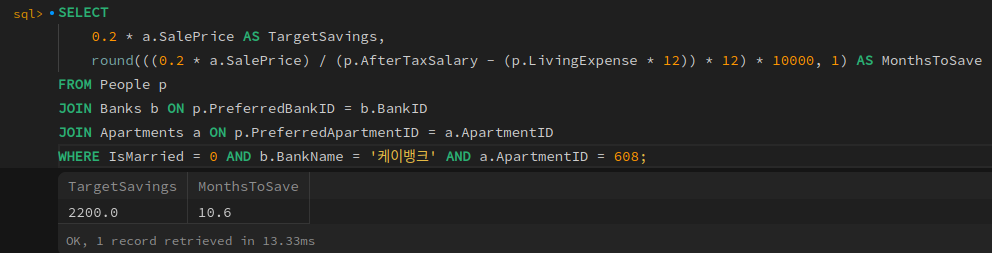 sql> SELECT
0.2 * a.SalePrice AS TargetSavings,
round(((0.2 * a.SalePrice) / (p.AfterTaxSalary - (p.LivingExpense * 12)) * 12) * 10000, 1) AS MonthsToSave
FROM People p
JOIN Banks b ON p.PreferredBankID = b.BankID
JOIN Apartments a ON p.PreferredApartmentID = a.ApartmentID
WHERE IsMarried = 0 AND b.BankName = '케이뱅크' AND a.ApartmentID = 608;
TargetSavings MonthsToSave
2200.0 10.6
OK, 1 record retrieved in 13.33ms